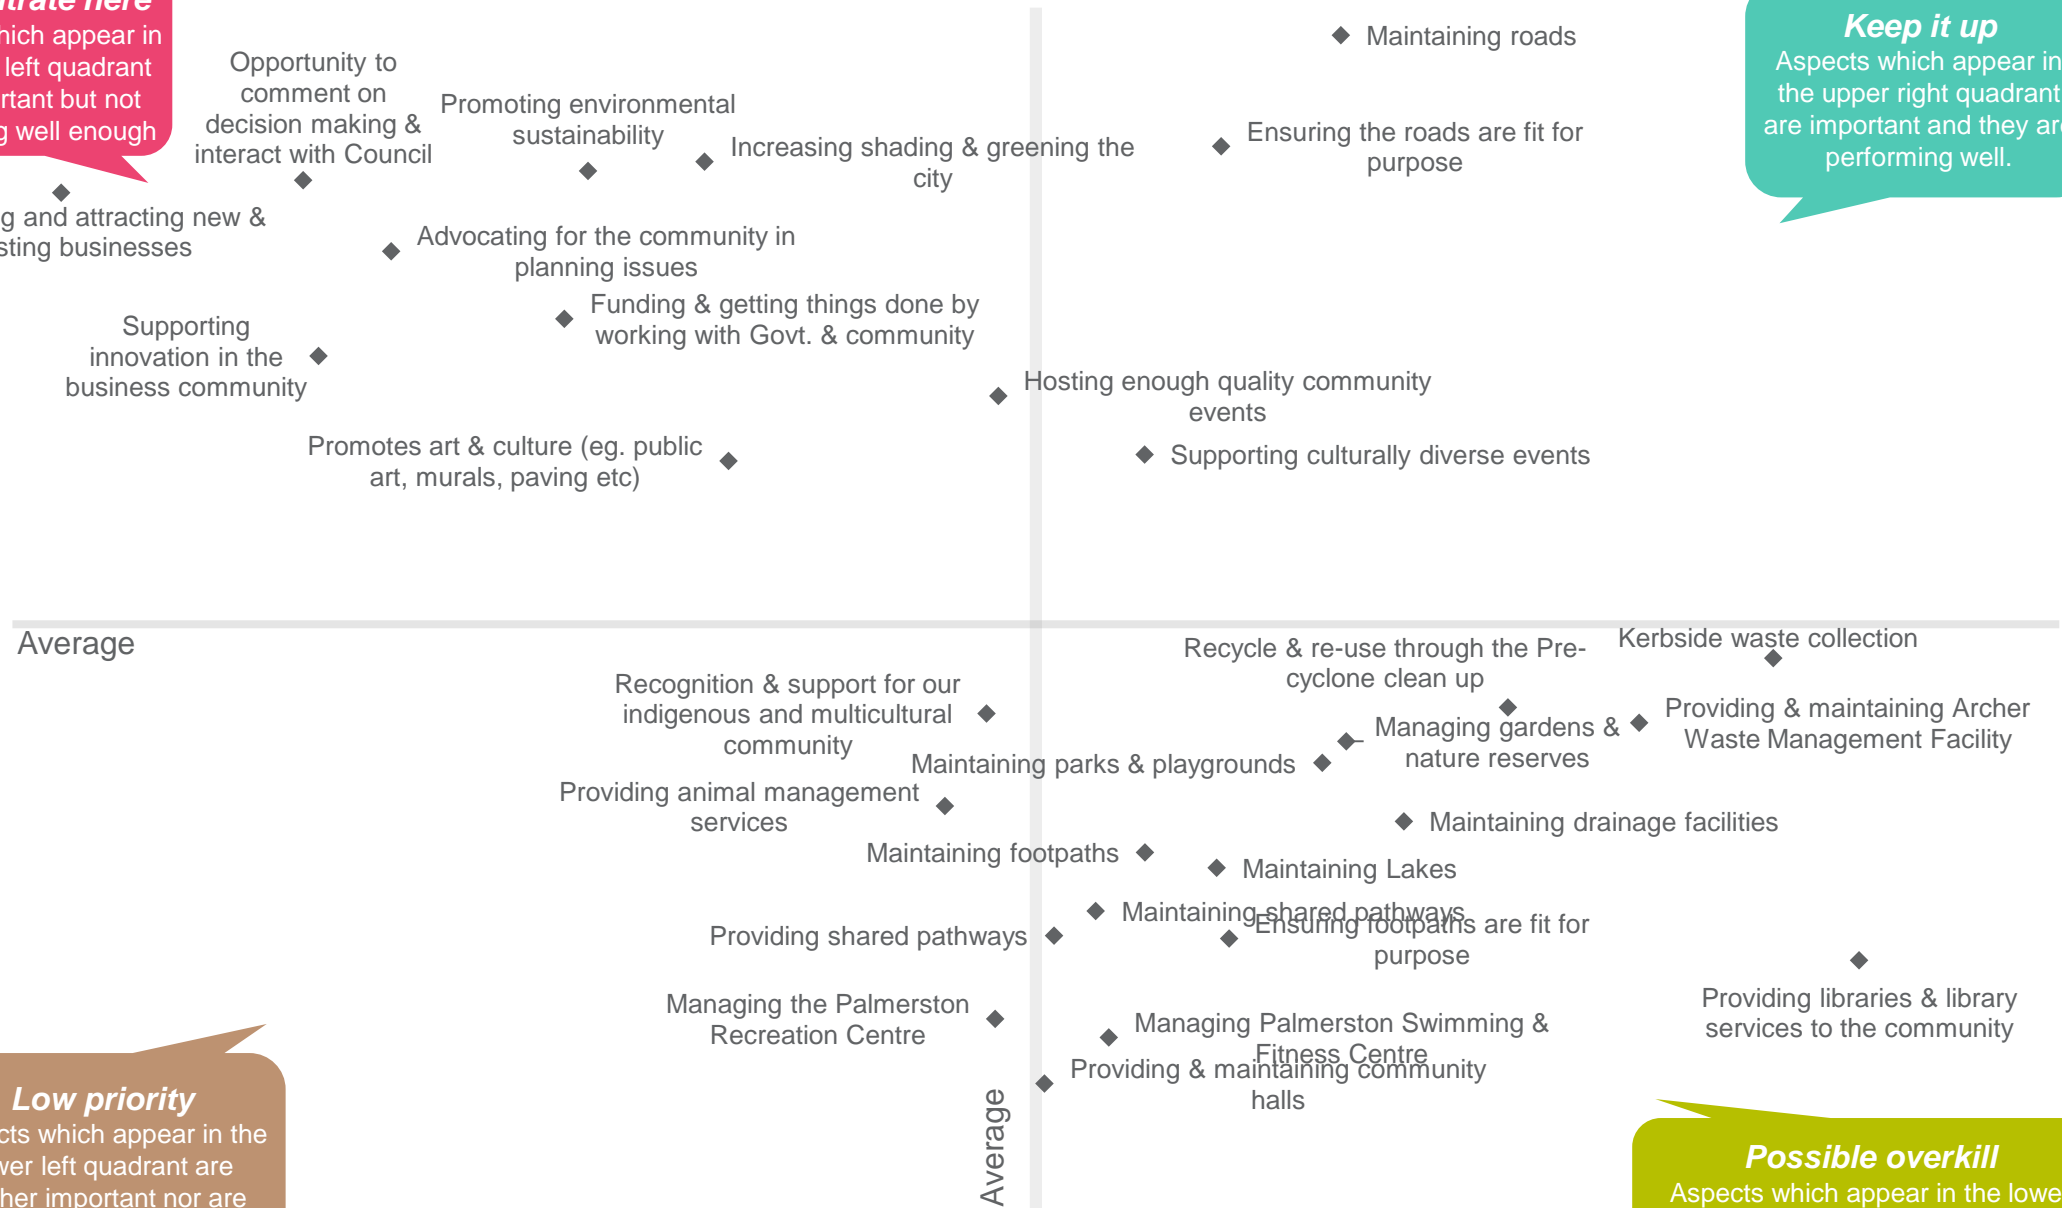 which appear in
left quadrant
but not
well enough
Keep it up
Aspects which appear in
the upper right quadrant
are important and they are
performing well.
Maintaining roads
Opportunity to
comment on
decision making &
interact with Council
Promoting environmental
sustainability
Increasing shading & greening the
city
Ensuring the roads are fit for
purpose
and attracting new &
businesses
Advocating for the community in
planning issues
Funding & getting things done by
working with Govt. & community
Supporting
innovation in the
business community
Hosting enough quality community
events
Promotes art & culture (eg. public
art, murals, paving etc)
Supporting culturally diverse events
Average
Recycle & re-use through the Pre-
cyclone clean up
Kerbside waste collection
Recognition & support for our
indigenous and multicultural
community
Managing gardens &
nature reserves
Providing & maintaining Archer
Waste Management Facility
Maintaining parks & playgrounds
Providing animal management
services
Maintaining drainage facilities
Maintaining footpaths
Maintaining Lakes
Maintaining shared pathways
Ensuring footpaths are fit for
purpose
Providing shared pathways
Providing libraries & library
services to the community
Managing the Palmerston
Recreation Centre
Managing Palmerston Swimming &
Fitness Centre
Providing & maintaining community
halls
Average
Low priority
which appear in the
left quadrant are
important nor are
Possible overkill
Aspects which appear in the